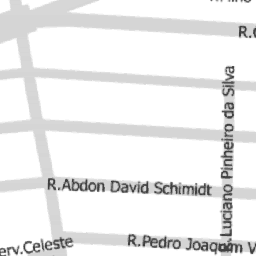 R.
R. Luciano Pinheiro da Silva
R.Abdon David Schimidt
R.Pedro Joaquim V
erv.Celeste